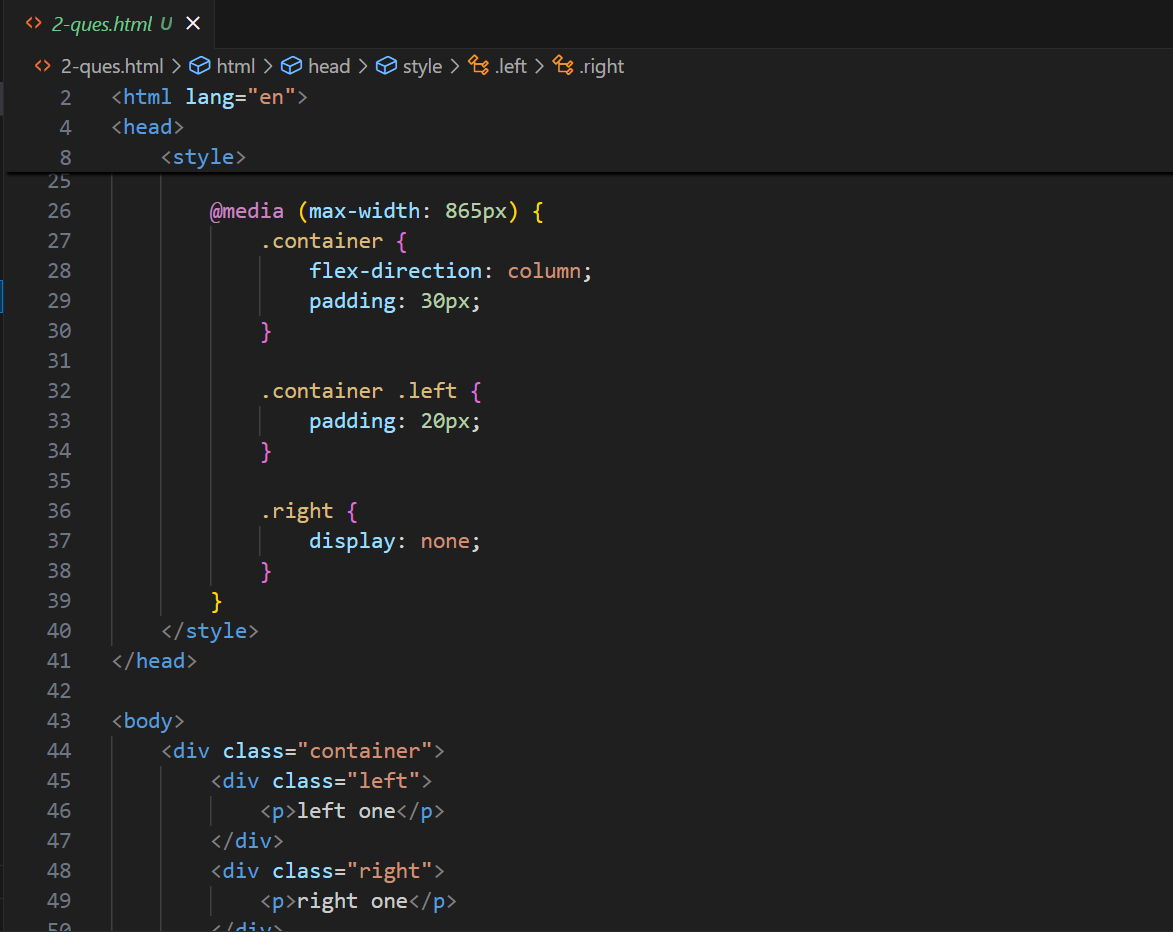 2-ques.html U
2-ques.html > html > head > style > .left > .right
2 <html lang="en">
4 <head>
8 <style>
25
26 @media (max-width: 865px) {
27 .container {
28 flex-direction: column;
29 padding: 30px;
30 }
31
32 .container .left {
33 padding: 20px;
34 }
35
36 .right {
37 display: none;
38 }
39 }
40 </style>
41 </head>
42
43 <body>
44 <div class="container">
45 <div class="left">
46 <p>left one</p>
47 </div>
48 <div class="right">
49 <p>right one</p>
50 </div>